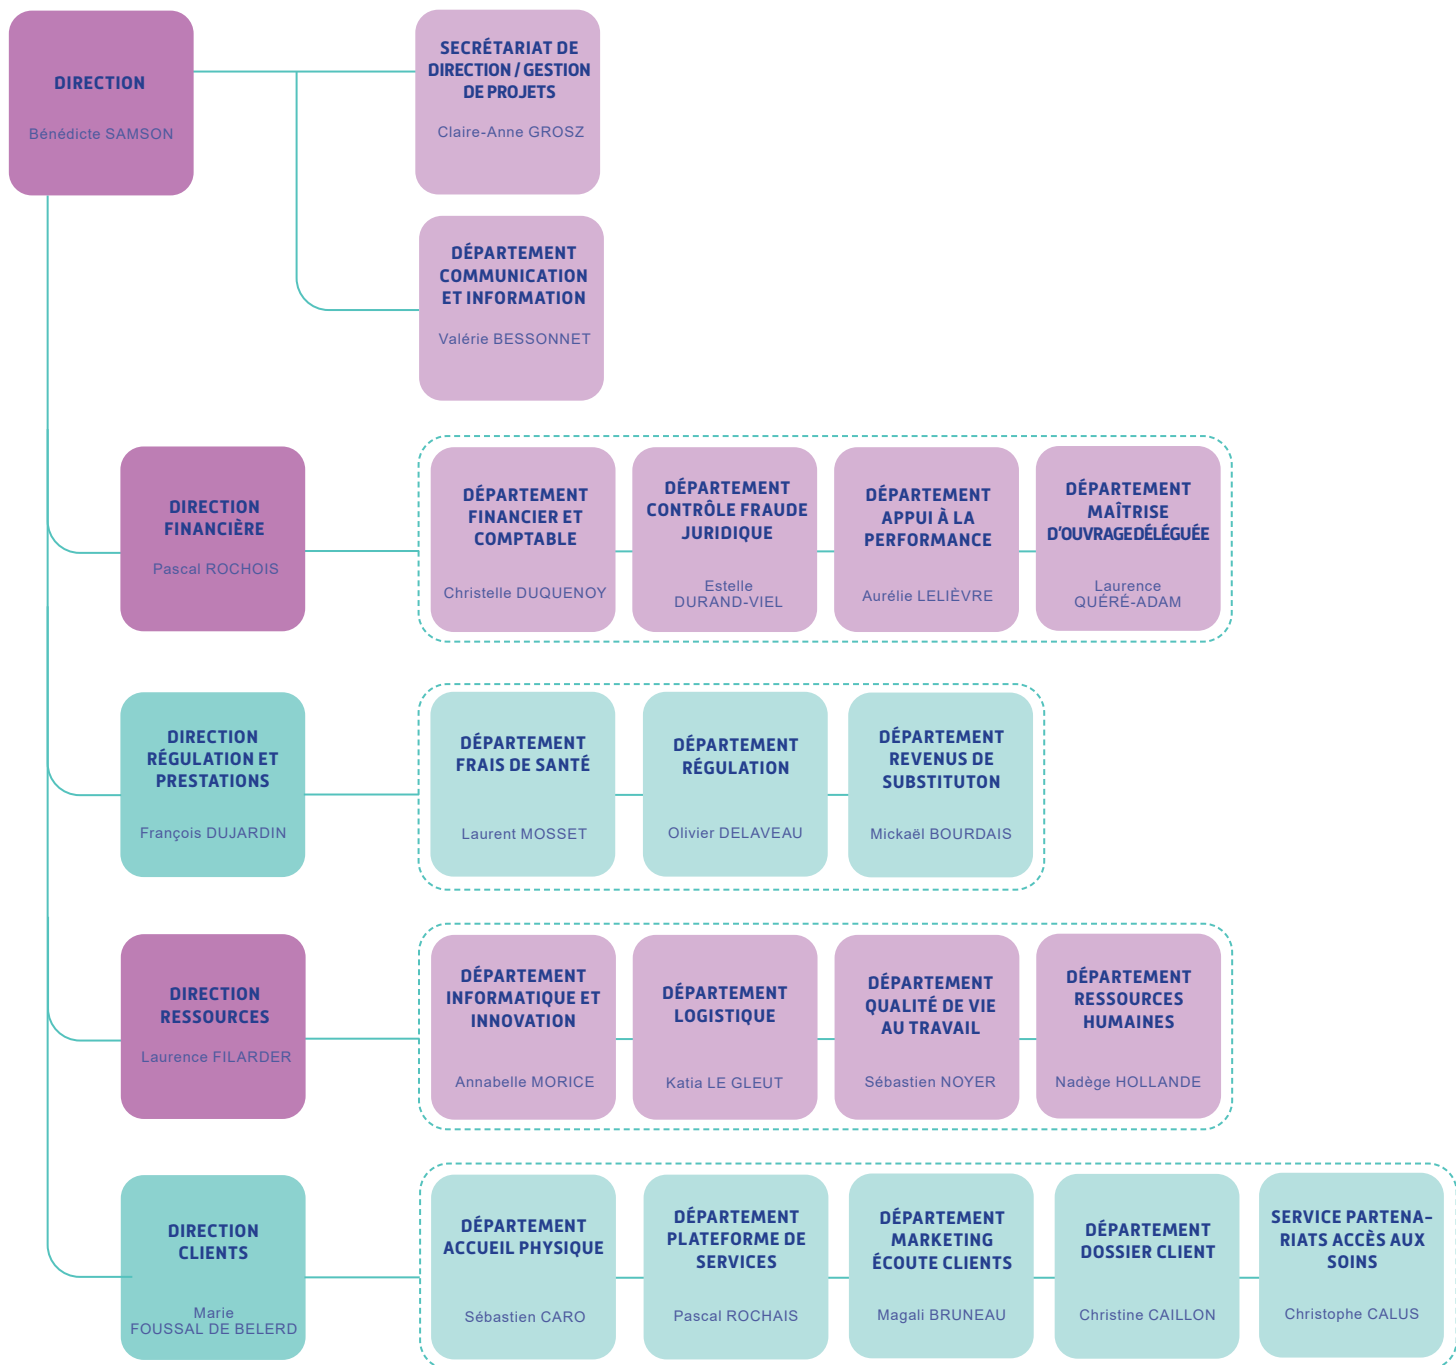 DIRECTION
Bénédicte SAMSON
SECRÉTARIAT DE
DIRECTION / GESTION
DE PROJETS
Claire-Anne GROSZ
DÉPARTEMENT
COMMUNICATION
ET INFORMATION
Valérie BESSONNET
DIRECTION
FINANCIÈRE
Pascal ROCHOIS
DÉPARTEMENT
FINANCIER ET
COMPTABLE
Christelle DUQUENOY
DÉPARTEMENT
CONTRÔLE FRAUDE
JURIDIQUE
Estelle
DURAND-VIEL
DÉPARTEMENT
APPUI À LA
PERFORMANCE
Aurélie LELIÈVRE
DÉPARTEMENT
MAÎTRISE
D'OUVRAGE DÉLÉGUÉE
Laurence
QUÉRÉ-ADAM
DIRECTION
RÉGULATION ET
PRESTATIONS
François DUJARDIN
DÉPARTEMENT
FRAIS DE SANTÉ
Laurent MOSSET
DÉPARTEMENT
RÉGULATION
Olivier DELAVEAU
DÉPARTEMENT
REVENUS DE
SUBSTITUTON
Mickaël BOURDAIS
DIRECTION
RESSOURCES
Laurence FILARDER
DÉPARTEMENT
INFORMATIQUE ET
INNOVATION
Annabelle MORICE
DÉPARTEMENT
LOGISTIQUE
Katia LE GLEUT
DÉPARTEMENT
QUALITÉ DE VIE
AU TRAVAIL
Sébastien NOYER
DÉPARTEMENT
RESSOURCES
HUMAINES
Nadège HOLLANDE
DIRECTION
CLIENTS
Marie
FOUSSAL DE BELERD
DÉPARTEMENT
ACCUEIL PHYSIQUE
Sébastien CARO
DÉPARTEMENT
PLATEFORME DE
SERVICES
Pascal ROCHAIS
DÉPARTEMENT
MARKETING
ÉCOUTE CLIENTS
Magali BRUNEAU
DÉPARTEMENT
DOSSIER CLIENT
Christine CAILLON
SERVICE PARTENA-
RIATS ACCÈS AUX
SOINS
Christophe CALUS